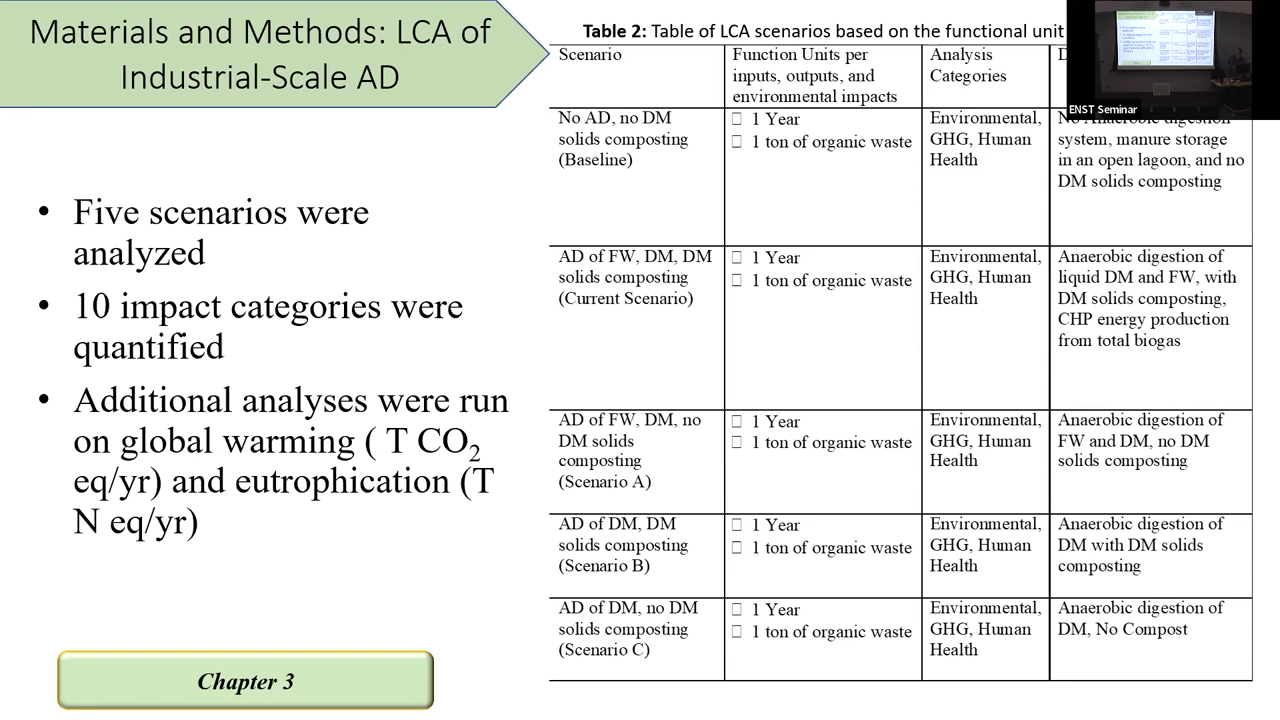 Materials and Methods: LCA of
Industrial-Scale AD
• Five scenarios were
analyzed
• 10 impact categories were
quantified
• Additional analyses were run
on global warming ( T CO₂
eq/yr) and eutrophication (T
N eq/yr)
Chapter 3
Table 2: Table of LCA scenarios based on the functional unit
Scenario
Function Units per
inputs, outputs, and
environmental impacts
Analysis
Categories
No AD, no DM
solids composting
(Baseline)
□ 1 Year
□ 1 ton of organic waste
Environmental,
GHG, Human
Health
No Anaerobic digestion
system, manure storage
in an open lagoon, and no
DM solids composting
AD of FW, DM, DM
solids composting
(Current Scenario)
□ 1 Year
□ 1 ton of organic waste
Environmental,
GHG, Human
Health
Anaerobic digestion of
liquid DM and FW, with
DM solids composting,
CHP energy production
from total biogas
AD of FW, DM, no
DM solids
composting
(Scenario A)
□ 1 Year
□ 1 ton of organic waste
Environmental,
GHG, Human
Health
Anaerobic digestion of
FW and DM, no DM
solids composting
AD of DM, DM
solids composting
(Scenario B)
□ 1 Year
□ 1 ton of organic waste
Environmental,
GHG, Human
Health
Anaerobic digestion of
DM with DM solids
composting
AD of DM, no DM
solids composting
(Scenario C)
□ 1 Year
□ 1 ton of organic waste
Environmental,
GHG, Human
Health
Anaerobic digestion of
DM, No Compost
ENST Seminar